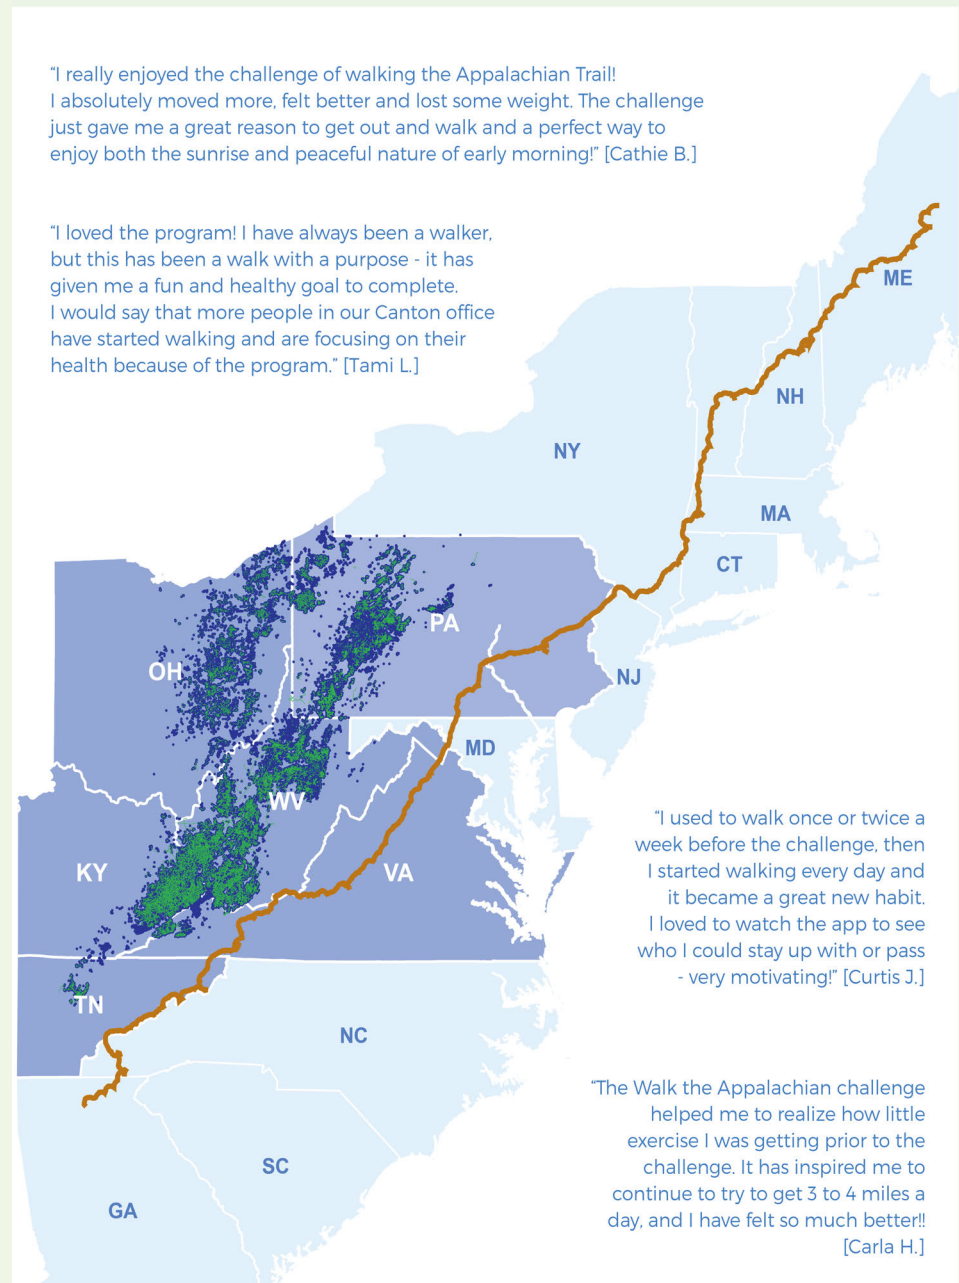 “I really enjoyed the challenge of walking the Appalachian Trail!
I absolutely moved more, felt better and lost some weight. The challenge
just gave me a great reason to get out and walk and a perfect way to
enjoy both the sunrise and peaceful nature of early morning!” [Cathie B.]
“I loved the program! I have always been a walker,
but this has been a walk with a purpose - it has
given me a fun and healthy goal to complete.
I would say that more people in our Canton office
have started walking and are focusing on their
health because of the program.” [Tami L.]
ME
NH
NY
MA
CT
PA
OH
NJ
MD
WV
VA
KY
TN
NC
SC
GA
“I used to walk once or twice a
week before the challenge, then
I started walking every day and
it became a great new habit.
I loved to watch the app to see
who I could stay up with or pass
- very motivating!” [Curtis J.]
“The Walk the Appalachian challenge
helped me to realize how little
exercise I was getting prior to the
challenge. It has inspired me to
continue to try to get 3 to 4 miles a
day, and I have felt so much better!!
[Carla H.]